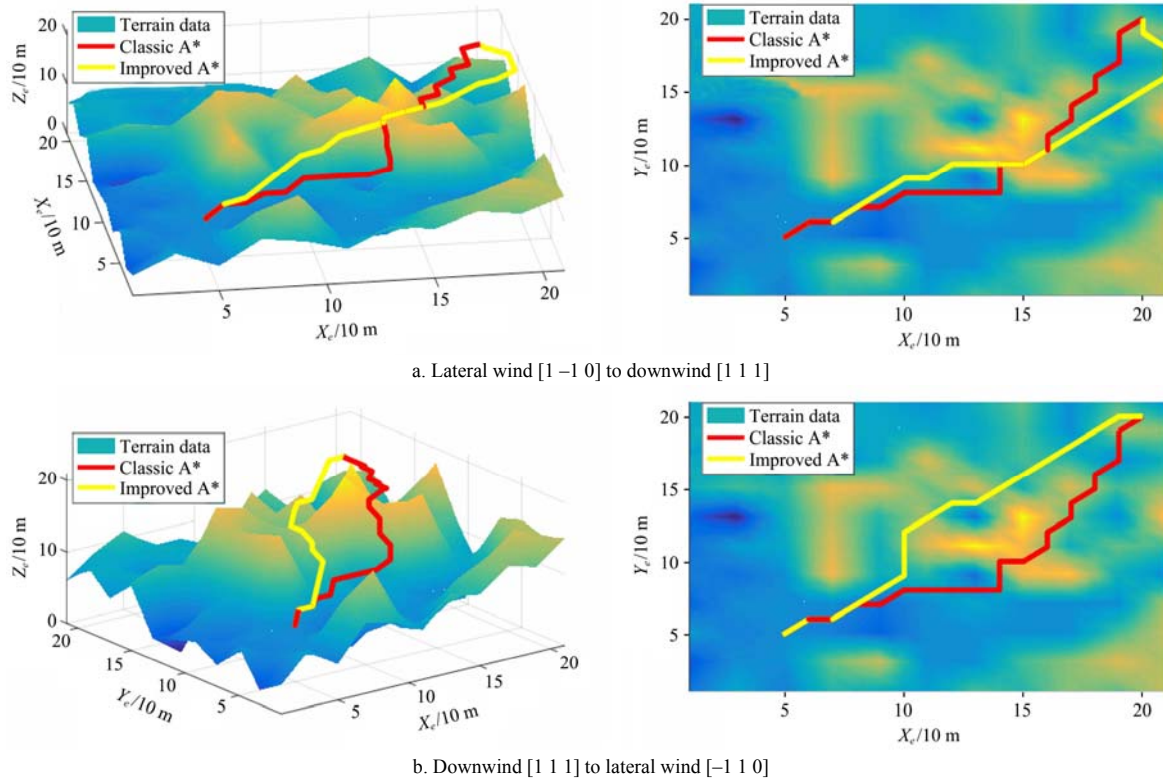 20
10
0
Z_e/10 m
20
15
10
5
X_e/10 m
5
10
15
20
X_e/10 m
Terrain data
Classic A*
Improved A*
20
15
10
5
Y_e/10 m
5
10
15
20
X_e/10 m
Terrain data
Classic A*
Improved A*
a. Lateral wind [1 –1 0] to downwind [1 1 1]
20
10
0
Z_e/10 m
20
15
10
5
Y_e/10 m
5
10
15
20
X_e/10 m
Terrain data
Classic A*
Improved A*
20
15
10
5
Y_e/10 m
5
10
15
20
X_e/10 m
Terrain data
Classic A*
Improved A*
b. Downwind [1 1 1] to lateral wind [–1 1 0]